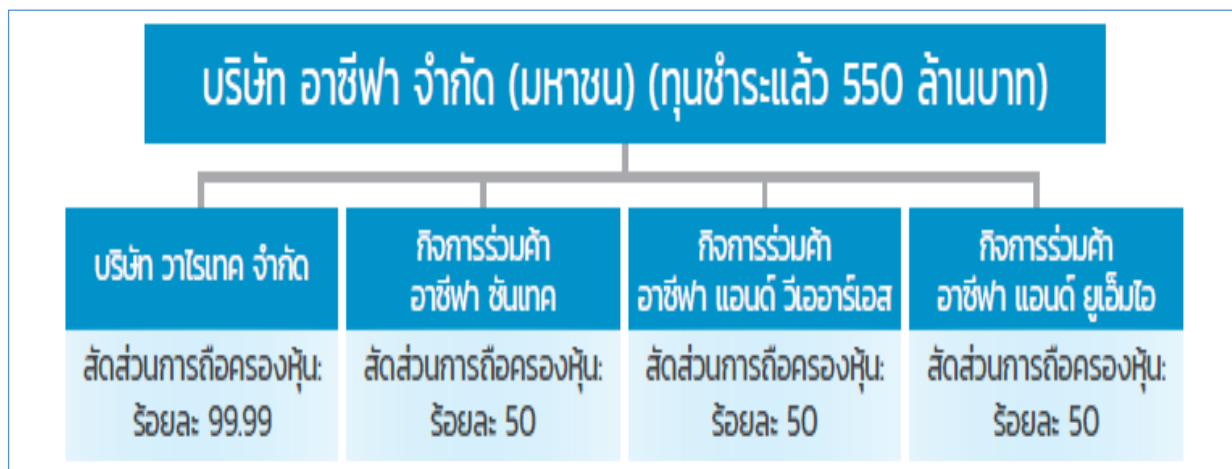 บริษัท อาซีฟา จำกัด (มหาชน) (ทุนชำระแล้ว 550 ล้านบาท)
บริษัท วาไรเทค จำกัด
สัดส่วนการถือครองหุ้น:
ร้อยละ 99.99
กิจการร่วมค้า
อาซีฟา ซันเทค
สัดส่วนการถือครองหุ้น:
ร้อยละ 50
กิจการร่วมค้า
อาซีฟา แอนด์ วีเออาร์เอส
สัดส่วนการถือครองหุ้น:
ร้อยละ 50
กิจการร่วมค้า
อาซีฟา แอนด์ ยูเอ็มไอ
สัดส่วนการถือครองหุ้น:
ร้อยละ 50